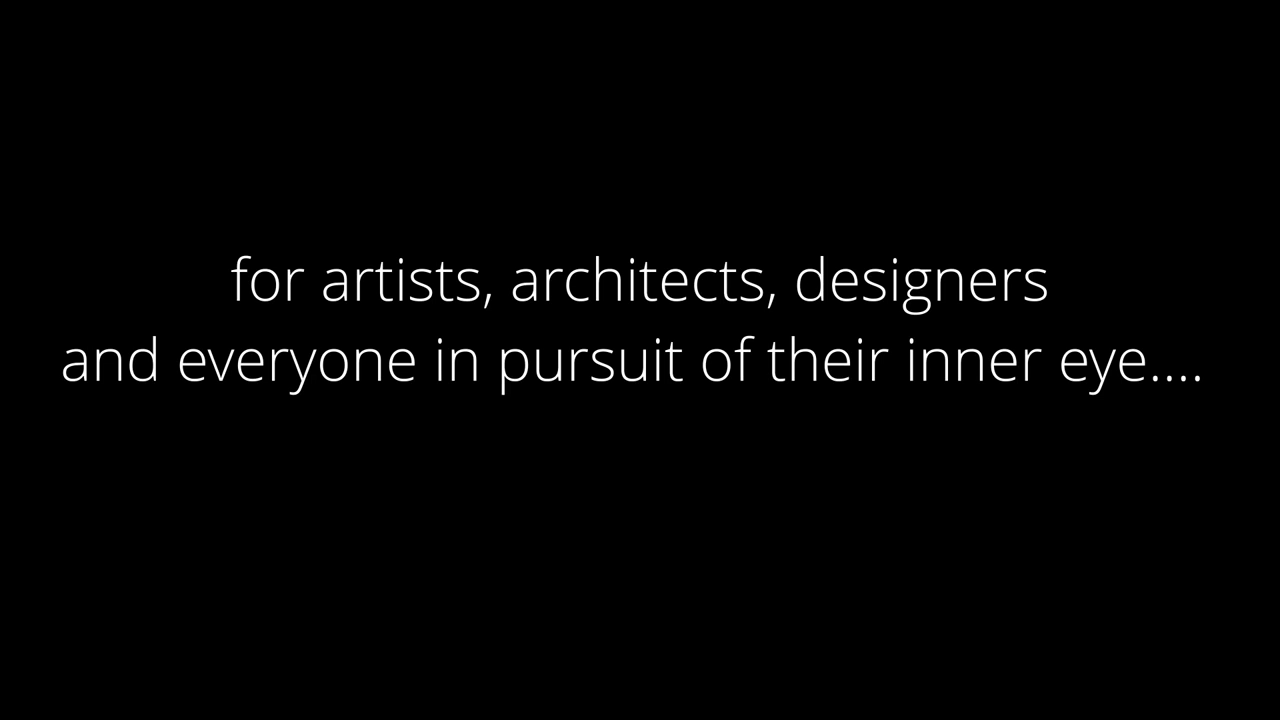 for artists, architects, designers
and everyone in pursuit of their inner eye....